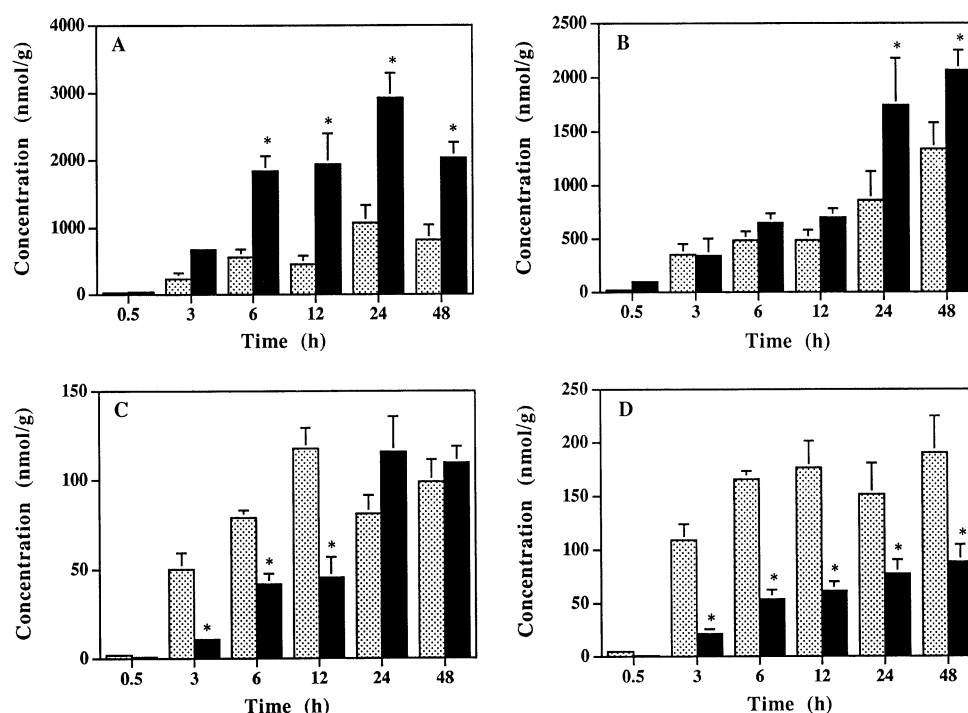 A
Concentration (nmol/g)
4000
3000
2000
1000
0
* * * *
0.5 3 6 12 24 48
Time (h)
B
Concentration (nmol/g)
2500
2000
1500
1000
500
0
* *
0.5 3 6 12 24 48
Time (h)
C
Concentration (nmol/g)
150
100
50
0
* * *
0.5 3 6 12 24 48
Time (h)
D
Concentration (nmol/g)
250
200
150
100
50
0
* * * * *
0.5 3 6 12 24 48
Time (h)